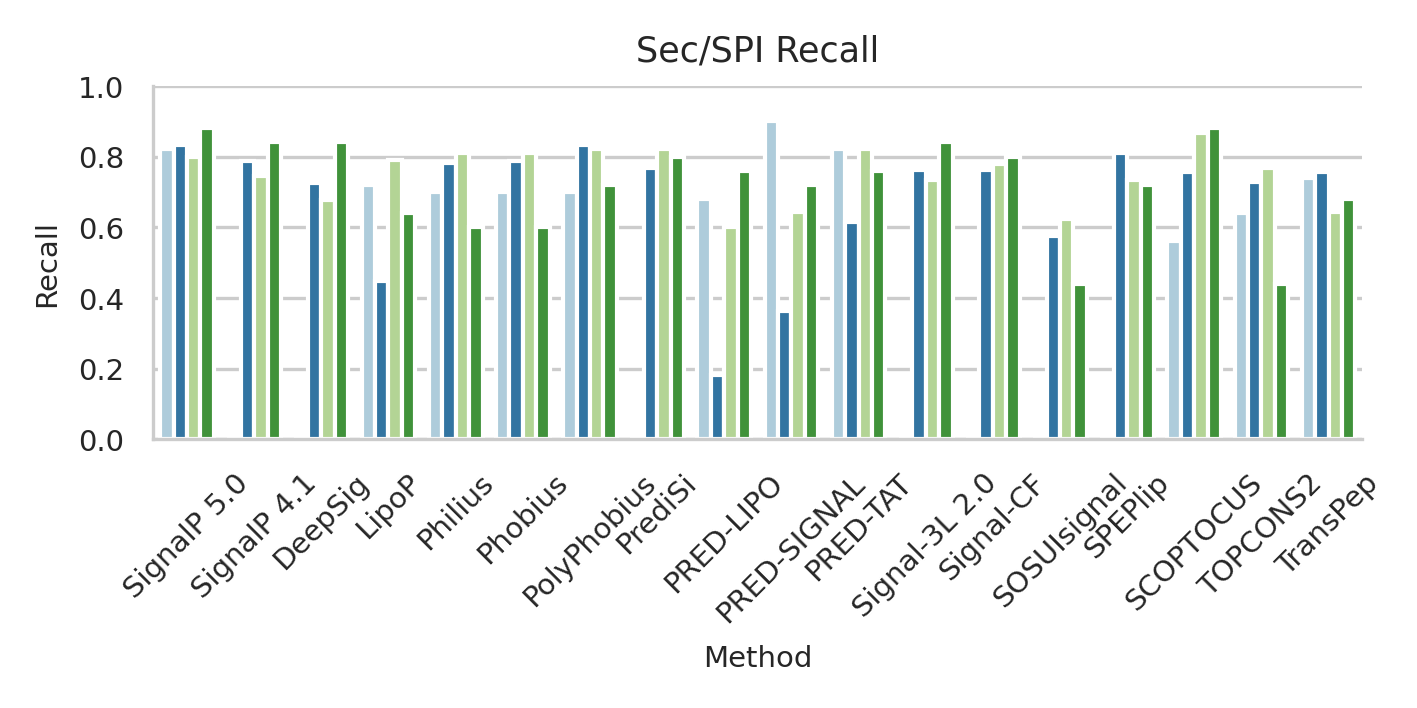 Sec/SPI Recall
1.0
0.8
0.6
0.4
0.2
0.0
Recall
SignalP 5.0
SignalP 4.1
DeepSig
LipoP
Philius
Phobius
PolyPhobius
PrediSi
PRED-LIPO
PRED-SIGNAL
PRED-TAT
Signal-3L 2.0
Signal-CF
SOSUIsignal
SPEPlip
SCOPTOCUS
TOPCONS2
TransPep
Method